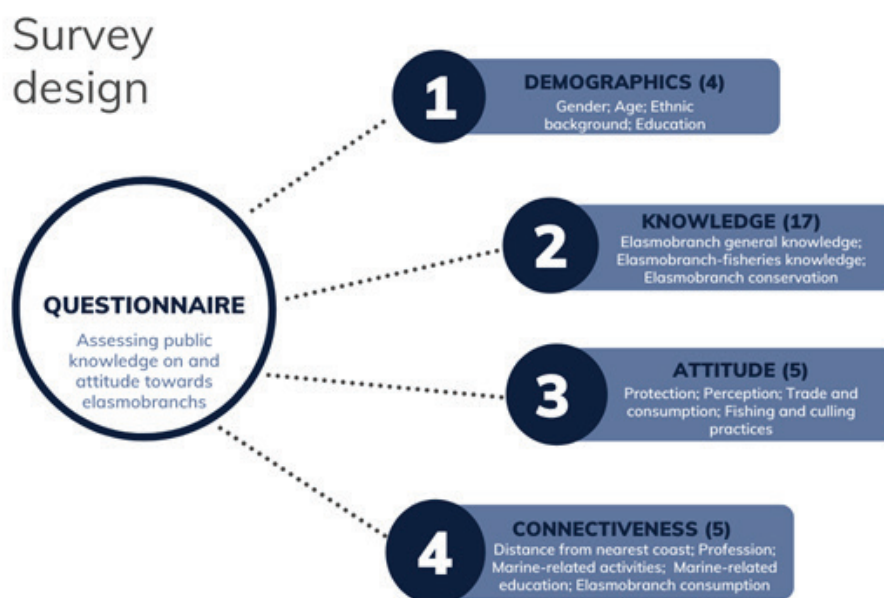 Survey
design
QUESTIONNAIRE
Assessing public
knowledge on and
attitude towards
elasmobranchs
1
DEMOGRAPHICS (4)
Gender; Age; Ethnic
background; Education
2
KNOWLEDGE (17)
Elasmobranch general knowledge;
Elasmobranch-fisheries knowledge;
Elasmobranch conservation
3
ATTITUDE (5)
Protection; Perception; Trade and
consumption; Fishing and culling
practices
4
CONNECTIVENESS (5)
Distance from nearest coast; Profession;
Marine-related activities; Marine-related
education; Elasmobranch consumption